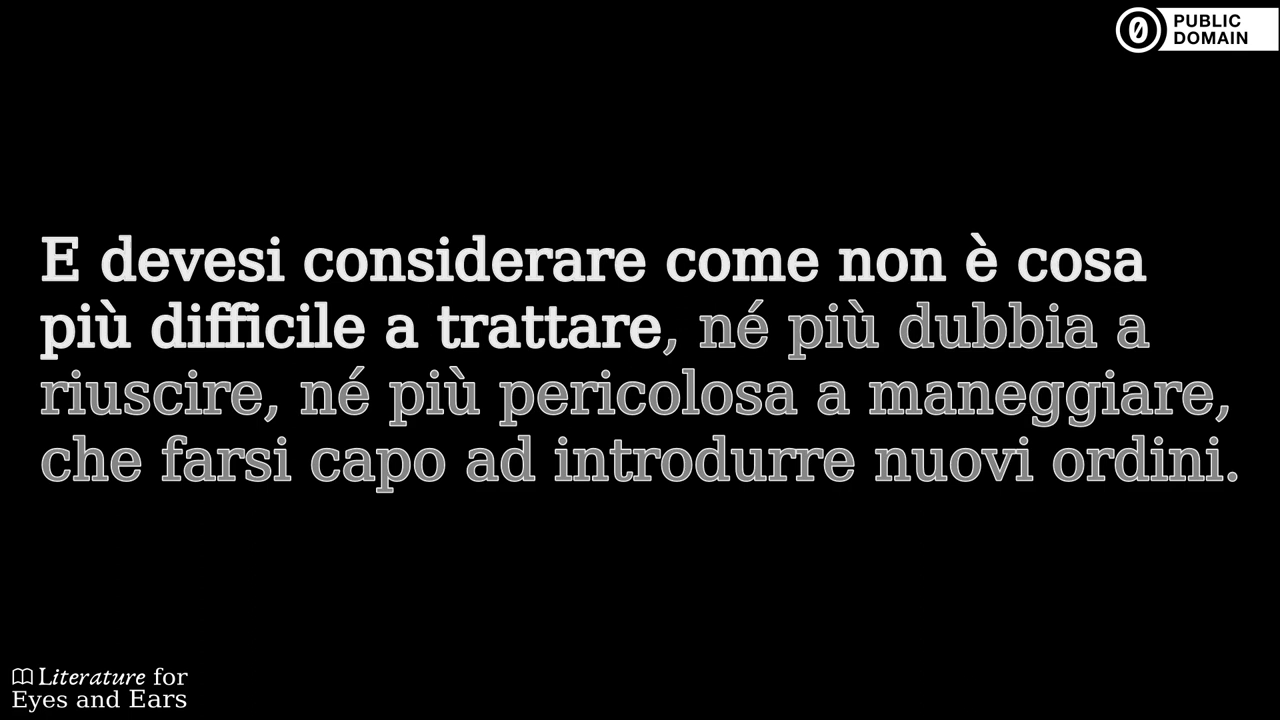 PUBLIC
DOMAIN
E devesi considerare come non è cosa
più difficile a trattare, né più dubbia a
riuscire, né più pericolosa a maneggiare,
che farsi capo ad introdurre nuovi ordini.
Literature for
Eyes and Ears